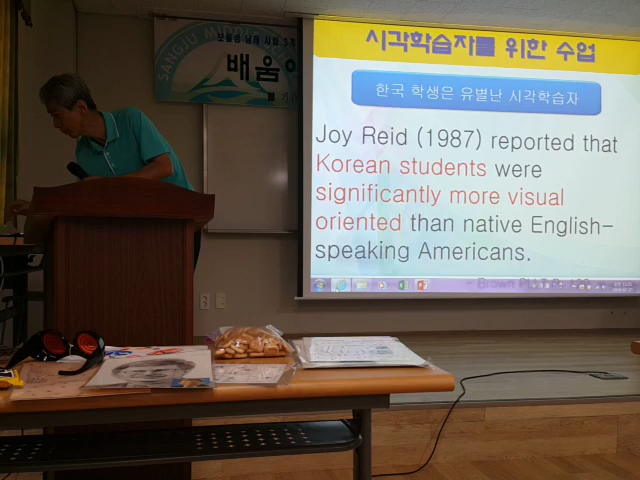 SANGJU MU
배움
시각학습자를 위한 수업
한국 학생은 유별난 시각학습자
Joy Reid (1987) reported that
Korean students were
significantly more visual
oriented than native English-
speaking Americans.
- Brown